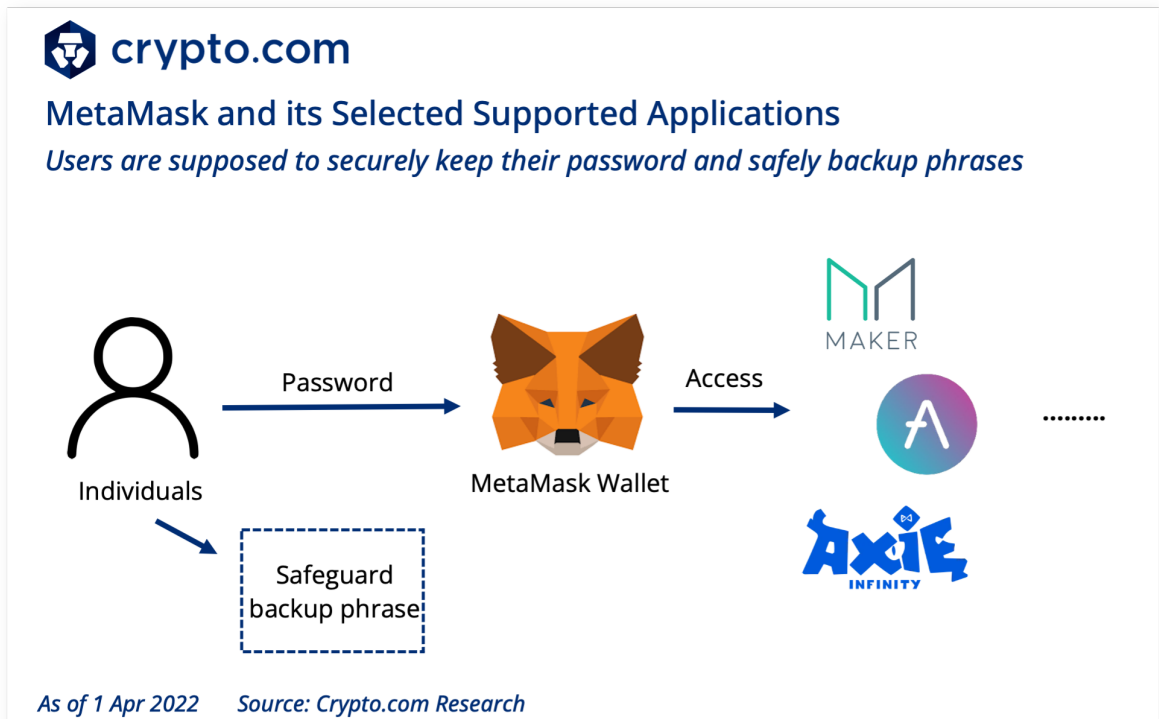 crypto.com
MetaMask and its Selected Supported Applications
Users are supposed to securely keep their password and safely backup phrases
MAKER
Password
Access
.........
MetaMask Wallet
Individuals
AXIE
INFINITY
Safeguard
backup phrase
As of 1 Apr 2022 Source: Crypto.com Research